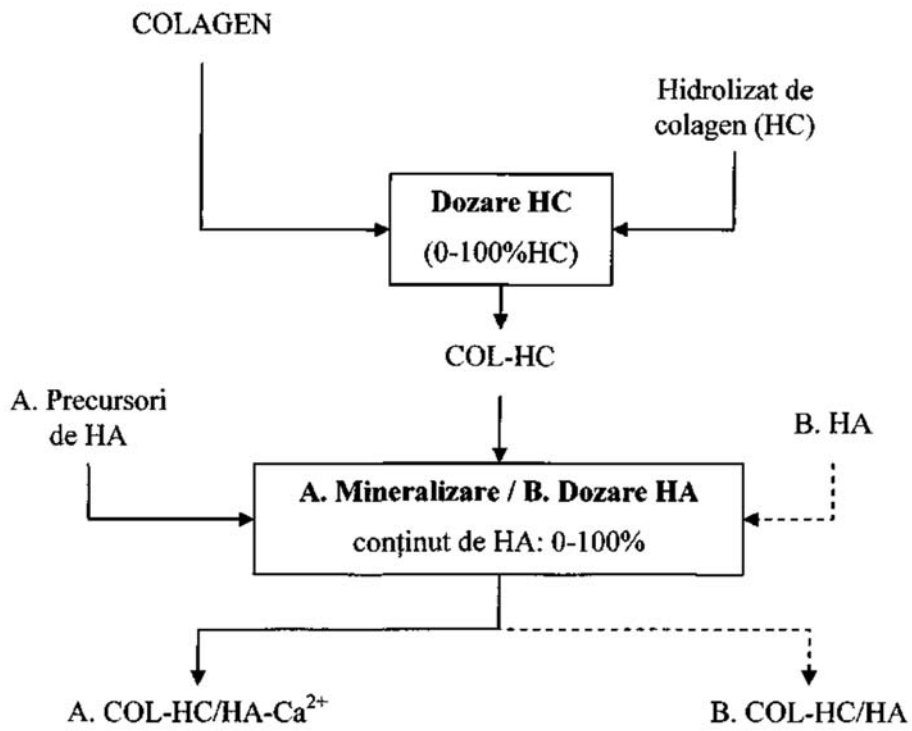 COLAGEN
Hidrolizat de
colagen (HC)
Dozare HC
(0-100%HC)
COL-HC
A. Precursori
de HA
B. HA
A. Mineralizare / B. Dozare HA
conținut de HA: 0-100%
A. COL-HC/HA-Ca²⁺
B. COL-HC/HA